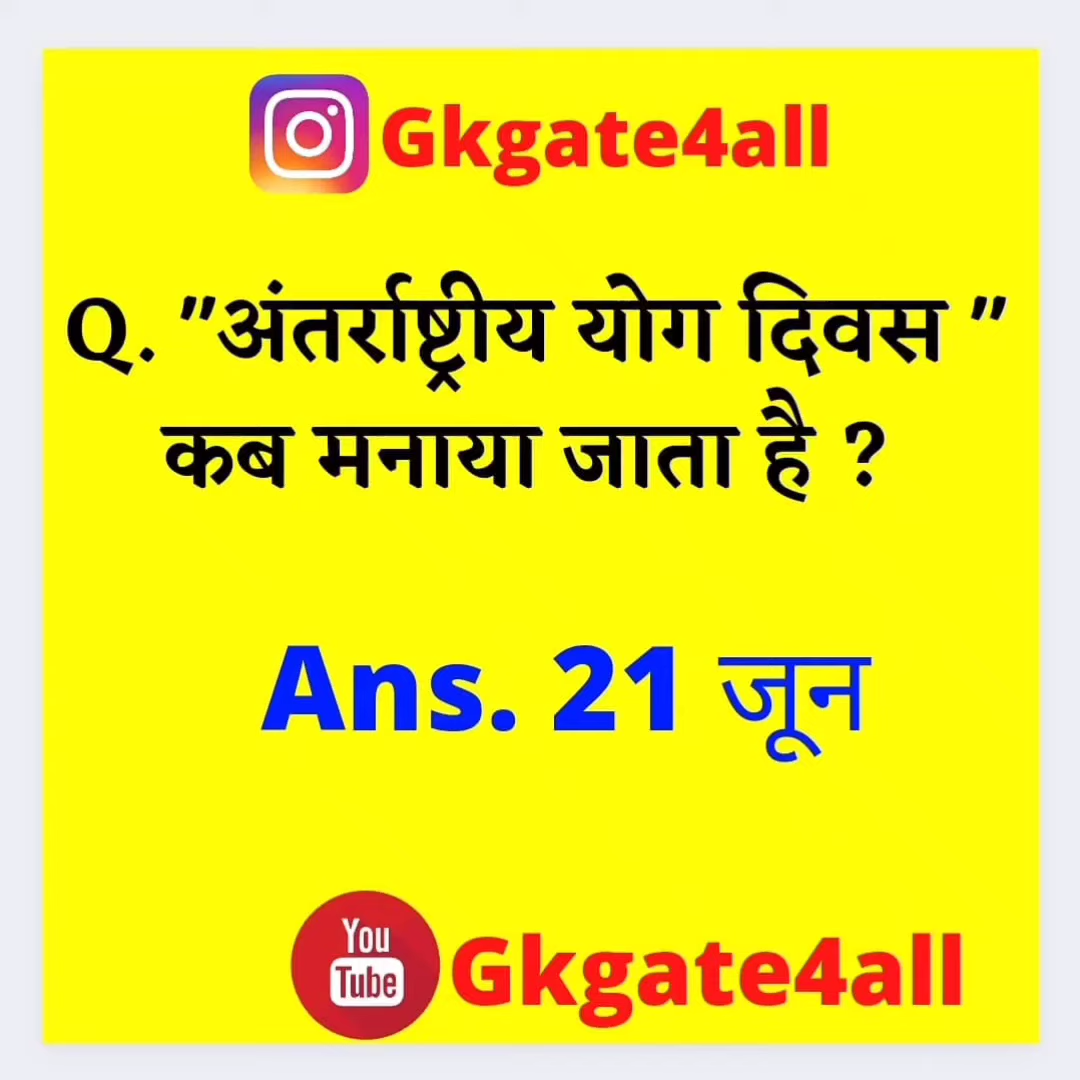 Gkgate4all
Q. "अंतर्राष्ट्रीय योग दिवस "
कब मनाया जाता है ?
Ans. 21 जून
You
Tube
Gkgate4all